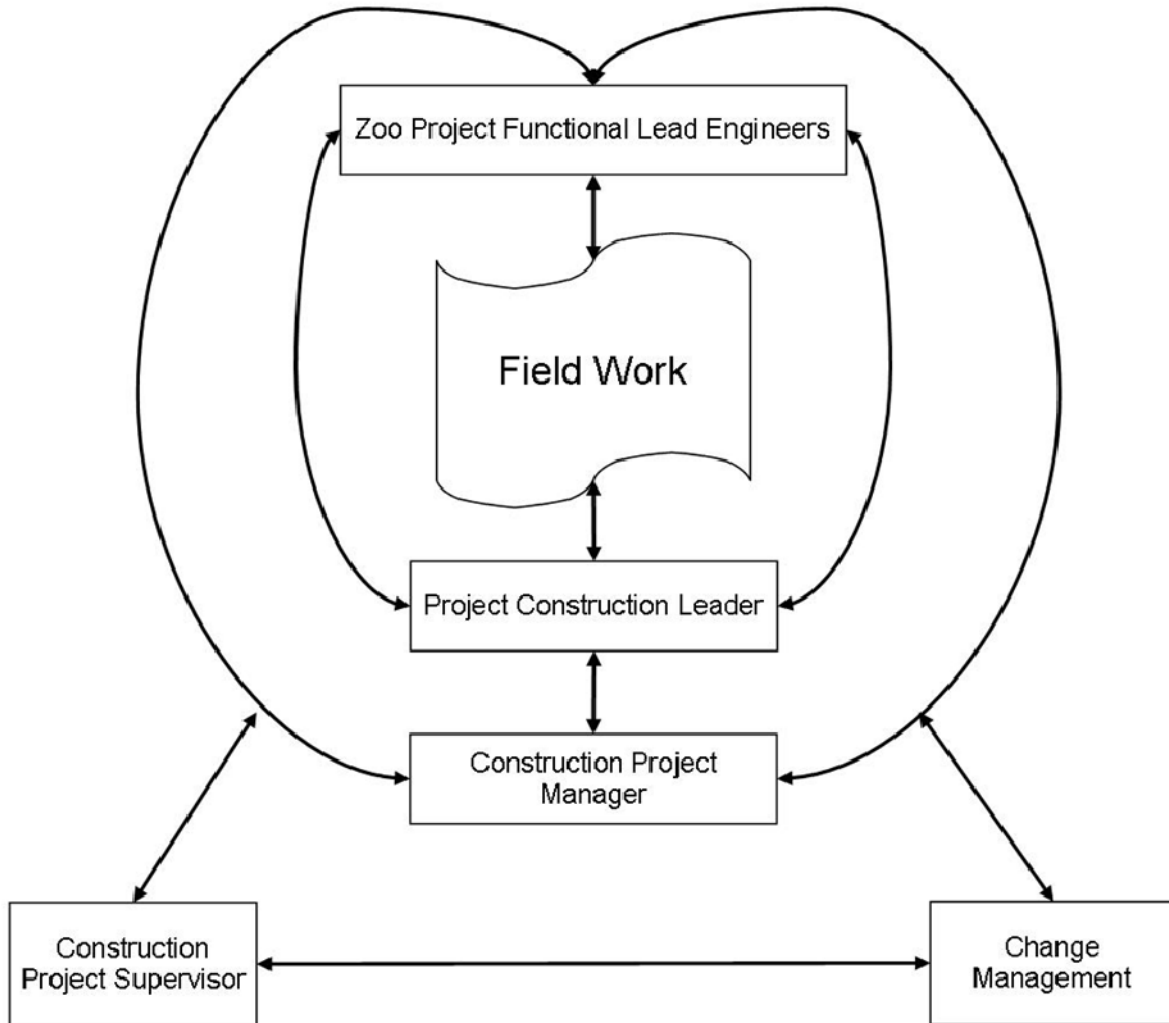 Zoo Project Functional Lead Engineers
Field Work
Project Construction Leader
Construction Project
Manager
Construction
Project Supervisor
Change
Management